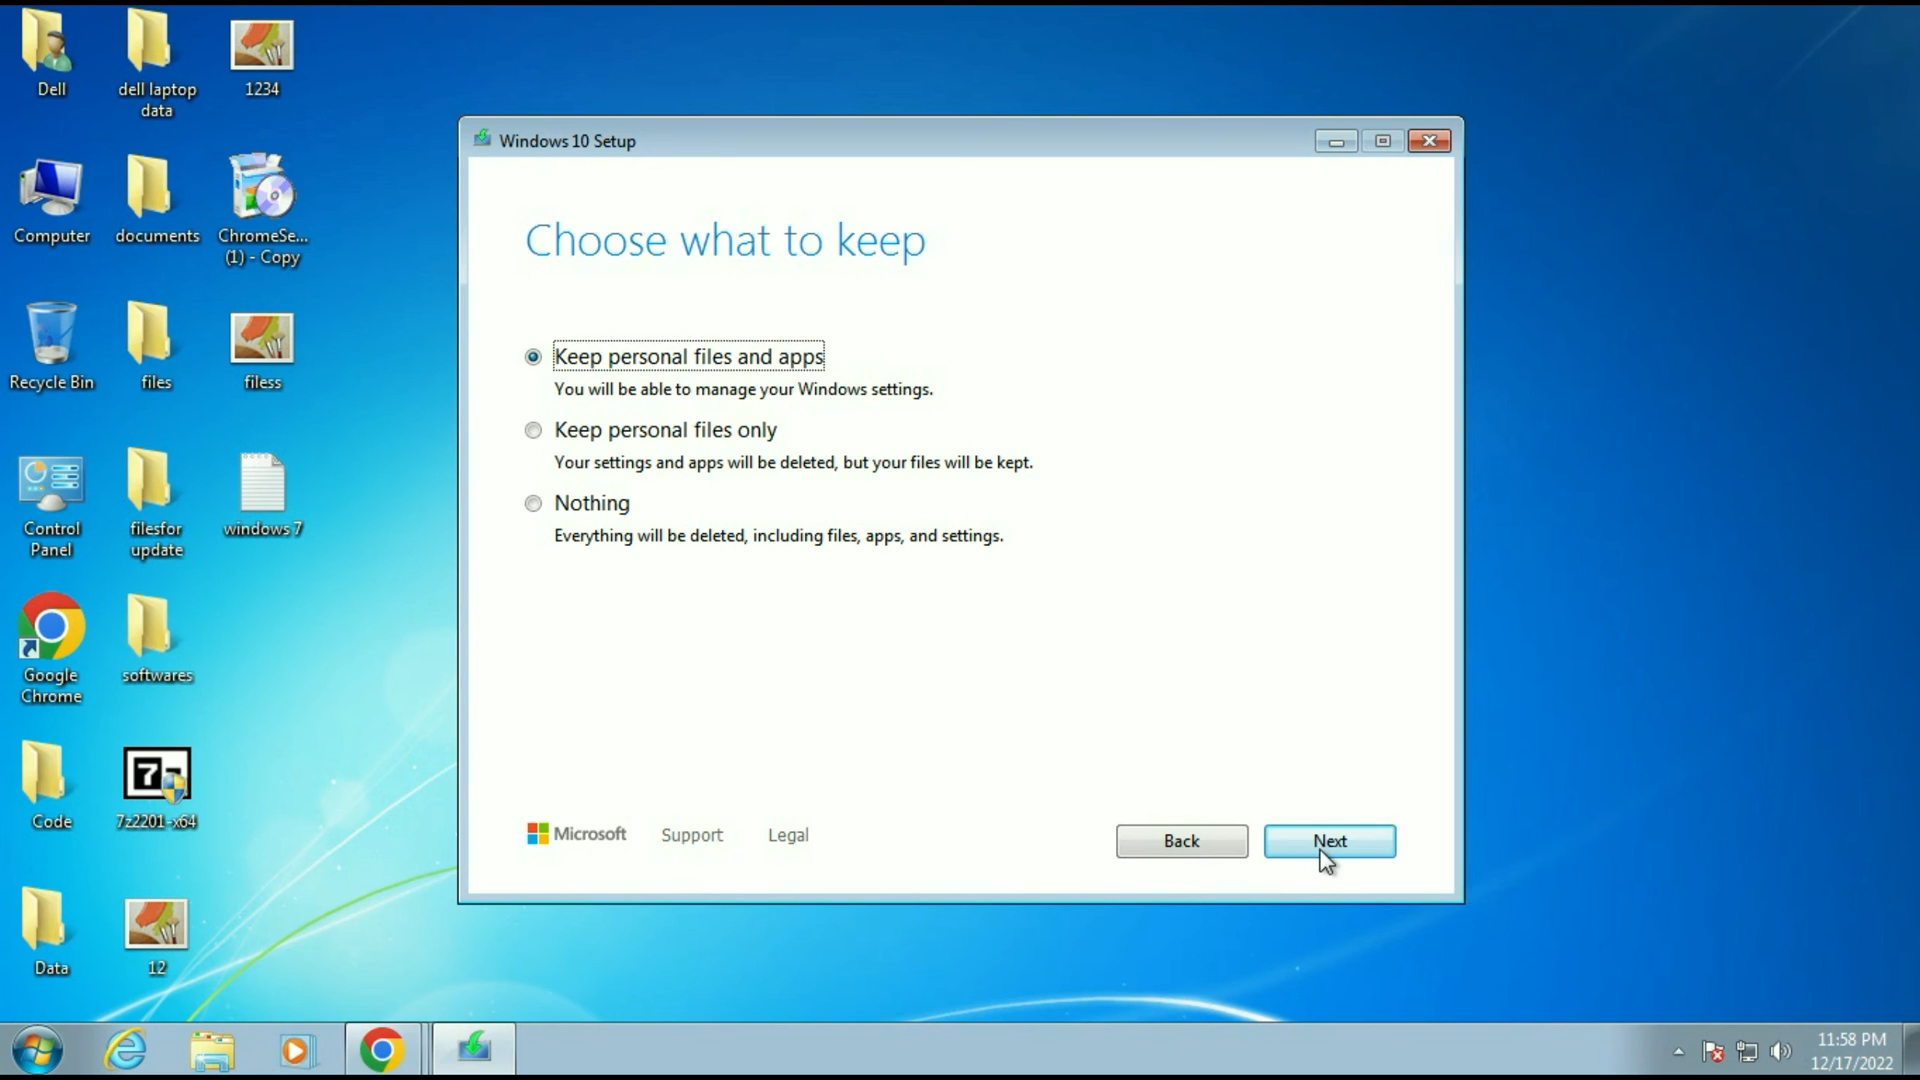 Dell
dell laptop
data
1234
Computer
documents
ChromeSe...
(1) - Copy
Recycle Bin
files
filess
Control
Panel
filesfor
update
windows 7
Google
Chrome
softwares
Code
7z2201-x64
Data
12
Windows 10 Setup
Choose what to keep
Keep personal files and apps
You will be able to manage your Windows settings.
Keep personal files only
Your settings and apps will be deleted, but your files will be kept.
Nothing
Everything will be deleted, including files, apps, and settings.
Microsoft
Support
Legal
Back
Next
11:58 PM
12/17/2022